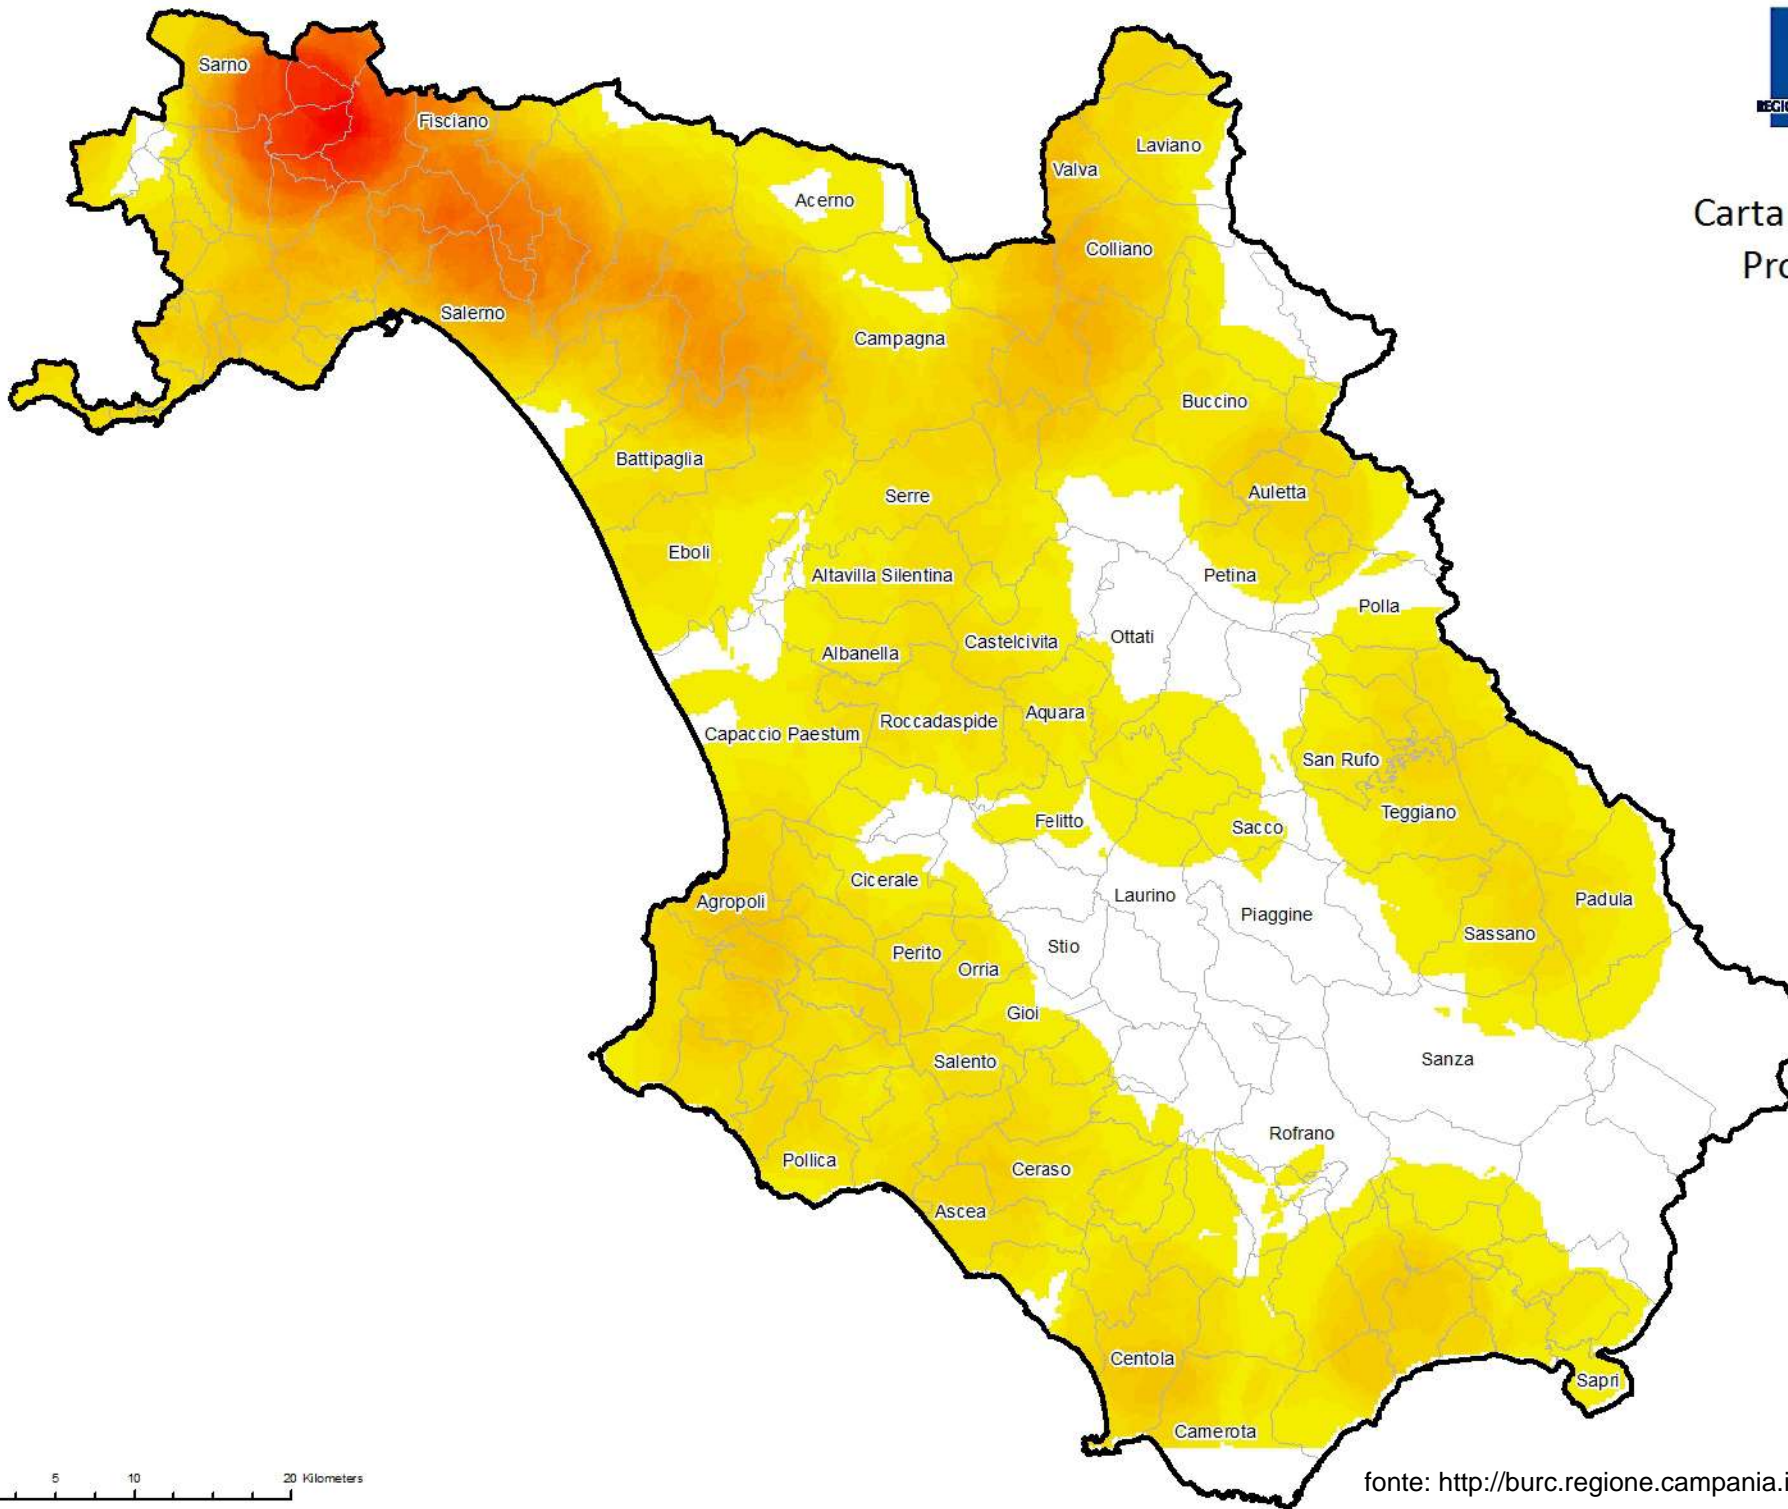 REGIO
Sarno
Fisciano
Laviano
Valva
Acerno
Carta
Pro
Colliano
Salerno
Campagna
Buccino
Battipaglia
Serre
Auletta
Eboli
Altavilla Silentina
Petina
Polla
Ottati
Castelcivita
Albanella
Aquara
Roccadaspide
Capaccio Paestum
San Rufo
Teggiano
Felitto
Sacco
Cicerale
Laurino
Agropoli
Padula
Piaggine
Sassano
Stio
Perito
Orria
Gioi
Sanza
Salento
Rofrano
Pollica
Ceraso
Ascea
Centola
Sapri
Camerota
5 10 20 Kilometers
fonte: http://burc.regione.campania.i